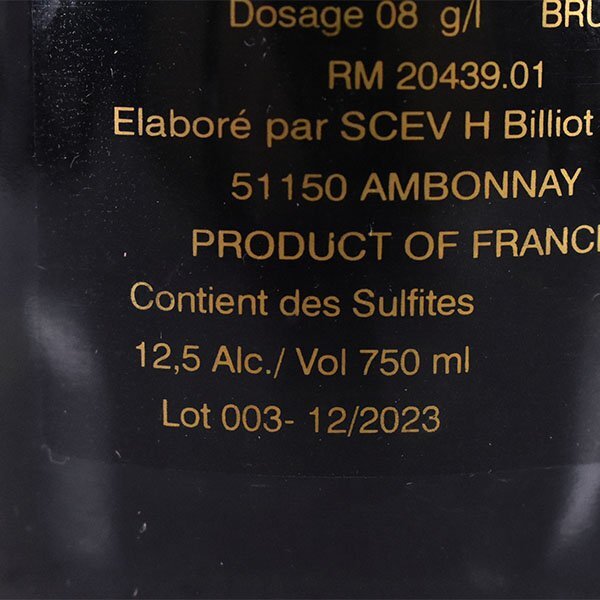 Dosage 08 g/l BRU
RM 20439.01
Elaboré par SCEV H Billiot
51150 AMBONNAY
PRODUCT OF FRANC
Contient des Sulfites
12,5 Alc./ Vol 750 ml
Lot 003- 12/2023